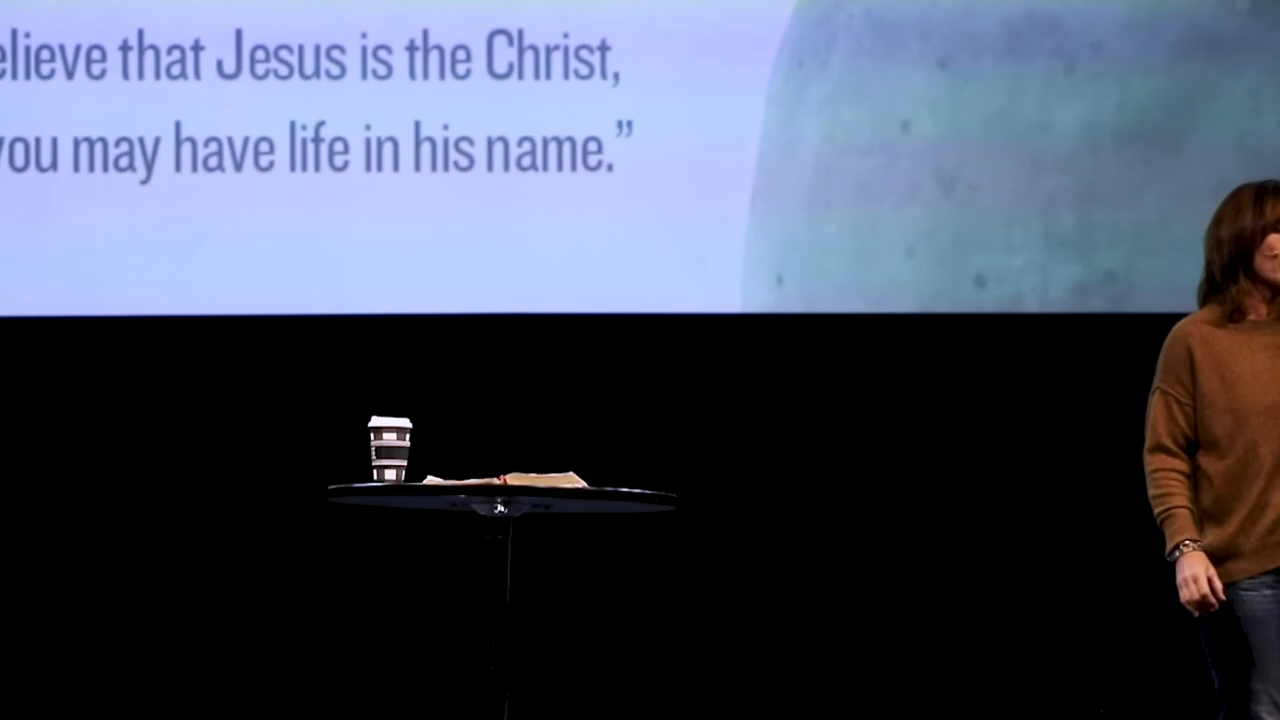 elieve that Jesus is the Christ,
you may have life in his name.”